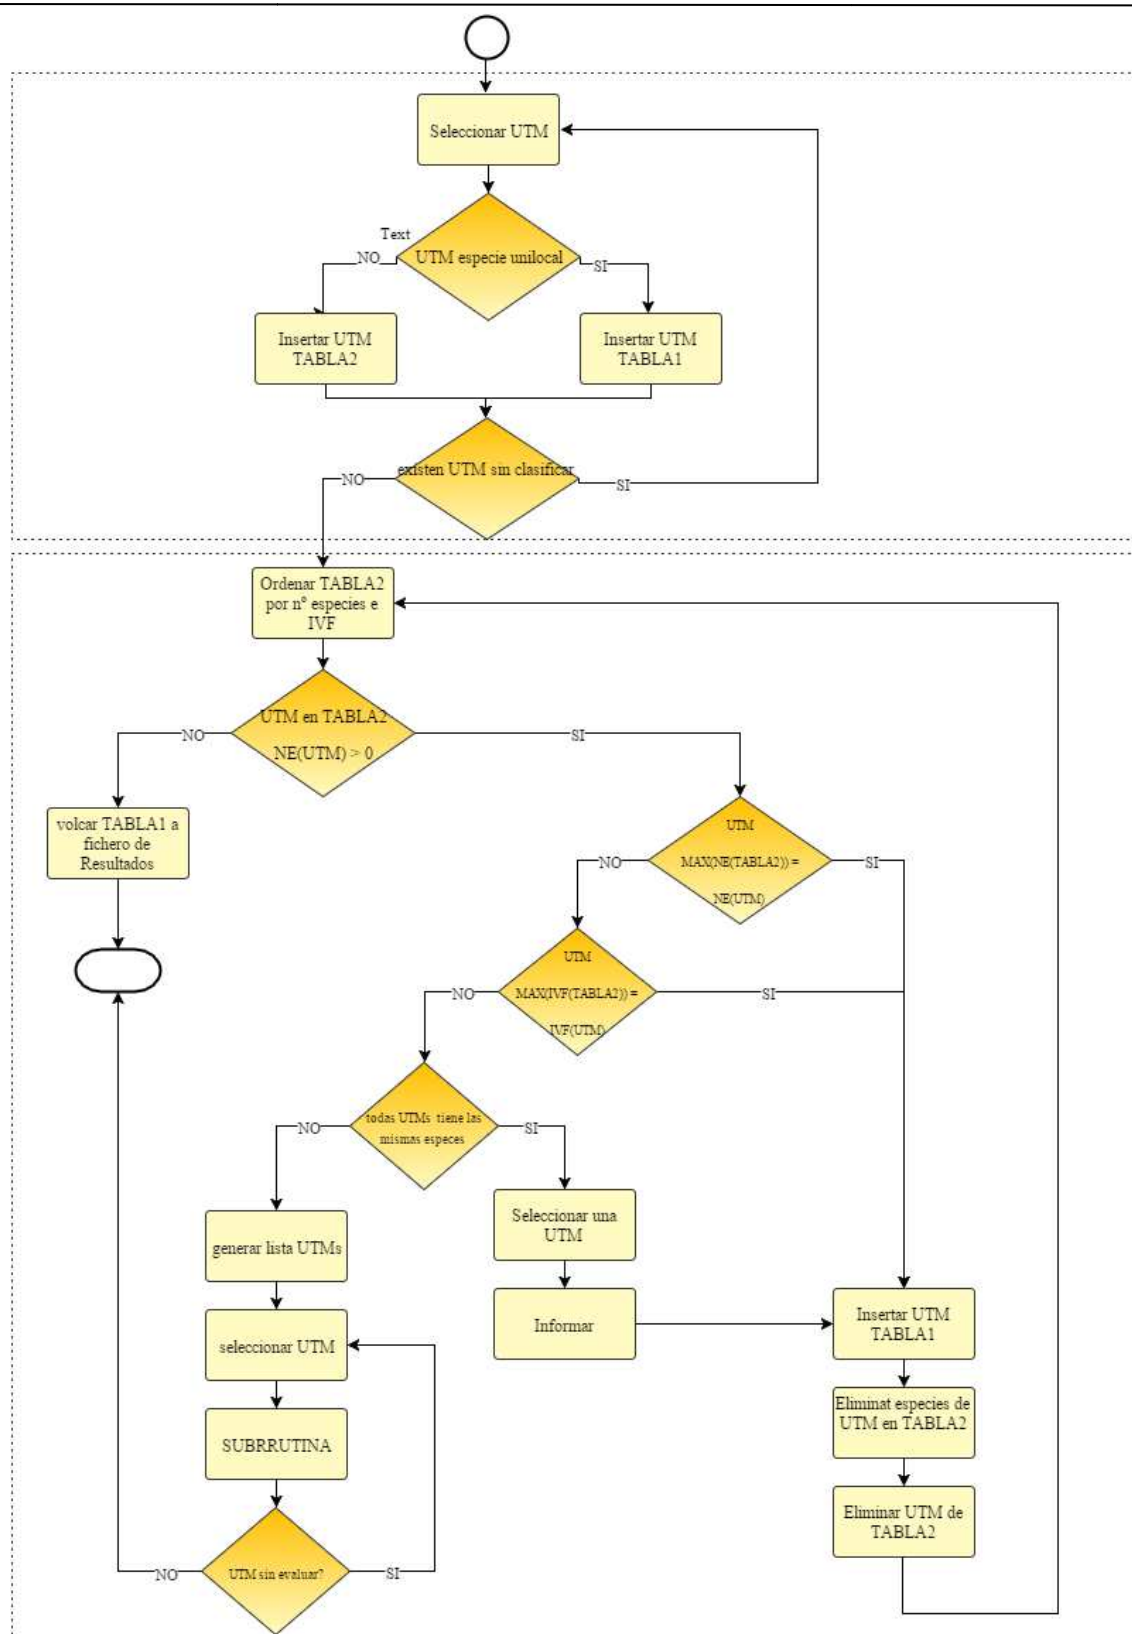 Seleccionar UTM
Text
NO
UTM especie unilocal
SI
Insertar UTM
TABLA2
Insertar UTM
TABLA1
existen UTM sin clasificar
NO
SI
Ordenar TABLA2
por nº especies e
IVF
UTM en TABLA2
NE(UTM) > 0
NO
SI
volcar TABLA1 a
fichero de
Resultados
UTM
MAX(NE(TABLA2)) =
NE(UTM)
NO
SI
UTM
MAX(IVF(TABLA2)) =
IVF(UTM)
NO
SI
todas UTMs tiene las
mismas especes
NO
SI
Seleccionar una
UTM
generar lista UTMs
Informar
Insertar UTM
TABLA1
seleccionar UTM
Eliminat especies de
UTM en TABLA2
SUBRRUTINA
Eliminar UTM de
TABLA2
UTM sin evaluar?
NO
SI